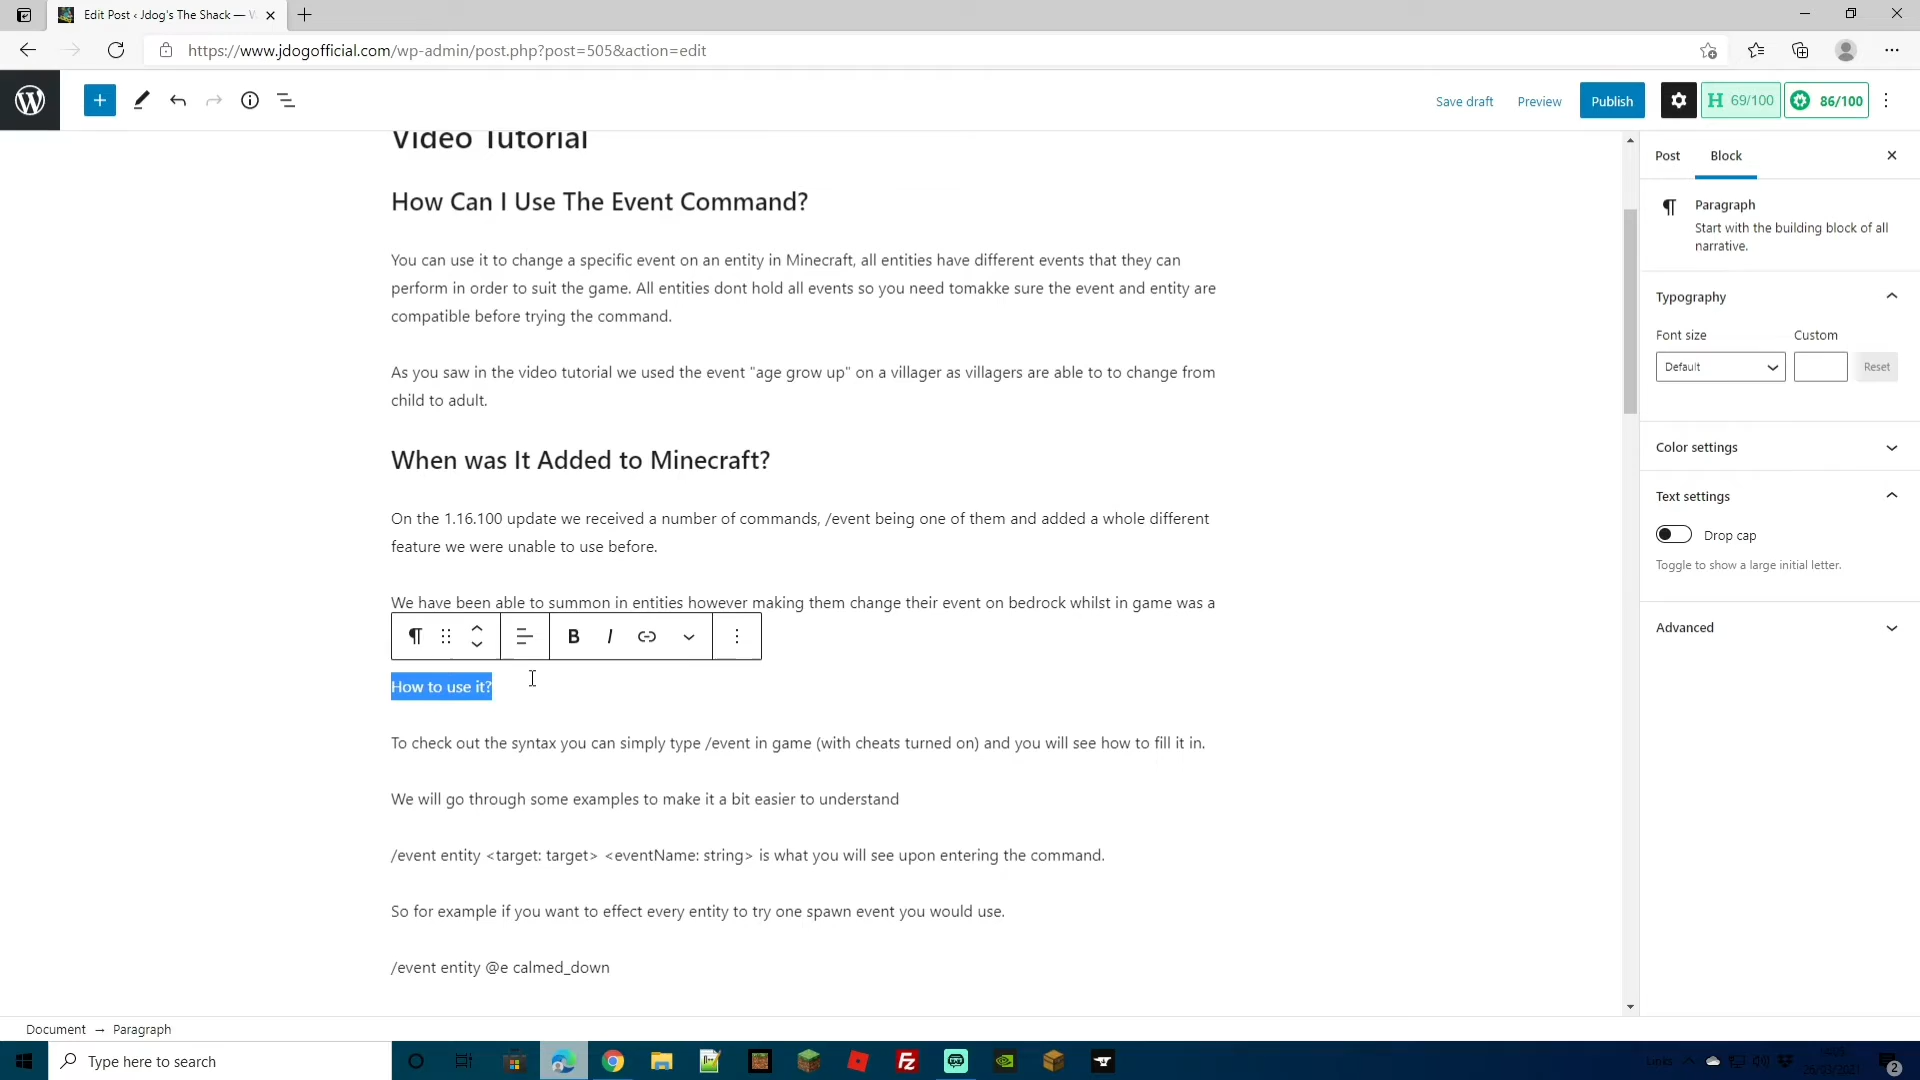 Edit Post ‹ Jdog's The Shack —
https://www.jdogofficial.com/wp-admin/post.php?post=505&action=edit
Save draft
Preview
Publish
H 69/100
86/100
Video Tutorial
How Can I Use The Event Command?
You can use it to change a specific event on an entity in Minecraft, all entities have different events that they can
perform in order to suit the game. All entities dont hold all events so you need tomakke sure the event and entity are
compatible before trying the command.
As you saw in the video tutorial we used the event "age grow up" on a villager as villagers are able to to change from
child to adult.
When was It Added to Minecraft?
On the 1.16.100 update we received a number of commands, /event being one of them and added a whole different
feature we were unable to use before.
We have been able to summon in entities however making them change their event on bedrock whilst in game was a
B I
How to use it?
To check out the syntax you can simply type /event in game (with cheats turned on) and you will see how to fill it in.
We will go through some examples to make it a bit easier to understand
/event entity <target: target> <eventName: string> is what you will see upon entering the command.
So for example if you want to effect every entity to try one spawn event you would use.
/event entity @e calmed_down
Post
Block
Paragraph
Start with the building block of all
narrative.
Typography
Font size
Custom
Default
Reset
Color settings
Text settings
Drop cap
Toggle to show a large initial letter.
Advanced
Document → Paragraph
Type here to search
Links
2